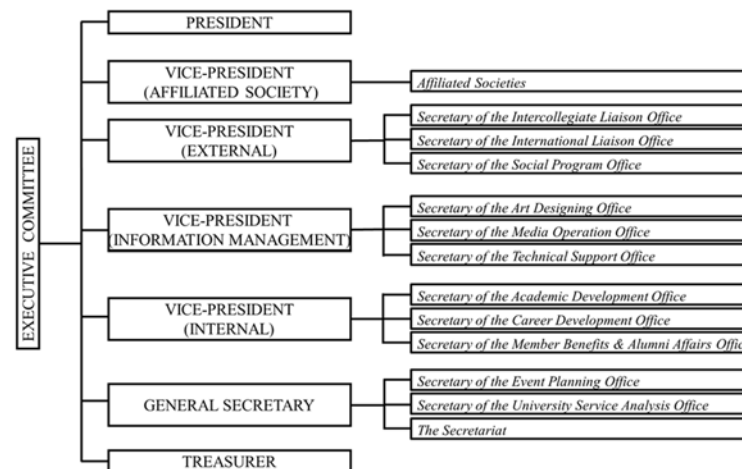 EXECUTIVE COMMITTEE
PRESIDENT
VICE-PRESIDENT
(AFFILIATED SOCIETY)
Affiliated Societies
VICE-PRESIDENT
(EXTERNAL)
Secretary of the Intercollegiate Liaison Office
Secretary of the International Liaison Office
Secretary of the Social Program Office
VICE-PRESIDENT
(INFORMATION MANAGEMENT)
Secretary of the Art Designing Office
Secretary of the Media Operation Office
Secretary of the Technical Support Office
VICE-PRESIDENT
(INTERNAL)
Secretary of the Academic Development Office
Secretary of the Career Development Office
Secretary of the Member Benefits & Alumni Affairs Offic
GENERAL SECRETARY
Secretary of the Event Planning Office
Secretary of the University Service Analysis Office
The Secretariat
TREASURER